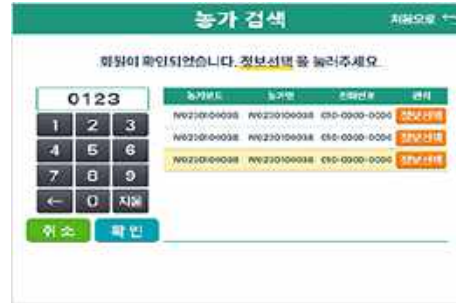 농가 검색
처음으로 ←
회원이 확인되었습니다. 정보선택 을 눌러주세요.
0123
농가코드 농가명 전화번호 관리
정보선택
정보선택
정보선택
1 2 3
4 5 6
7 8 9
← 0 지움
취소 확인